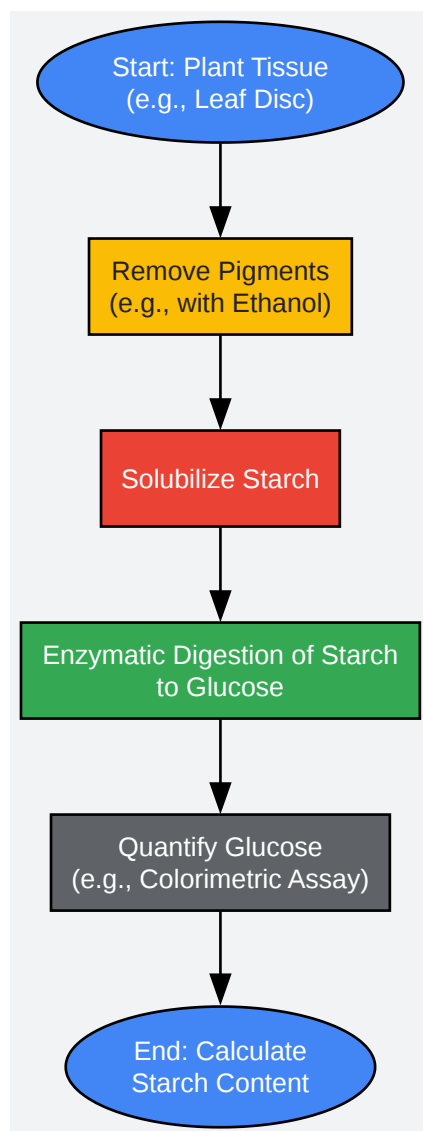 Start: Plant Tissue
(e.g., Leaf Disc)
Remove Pigments
(e.g., with Ethanol)
Solubilize Starch
Enzymatic Digestion of Starch
to Glucose
Quantify Glucose
(e.g., Colorimetric Assay)
End: Calculate
Starch Content